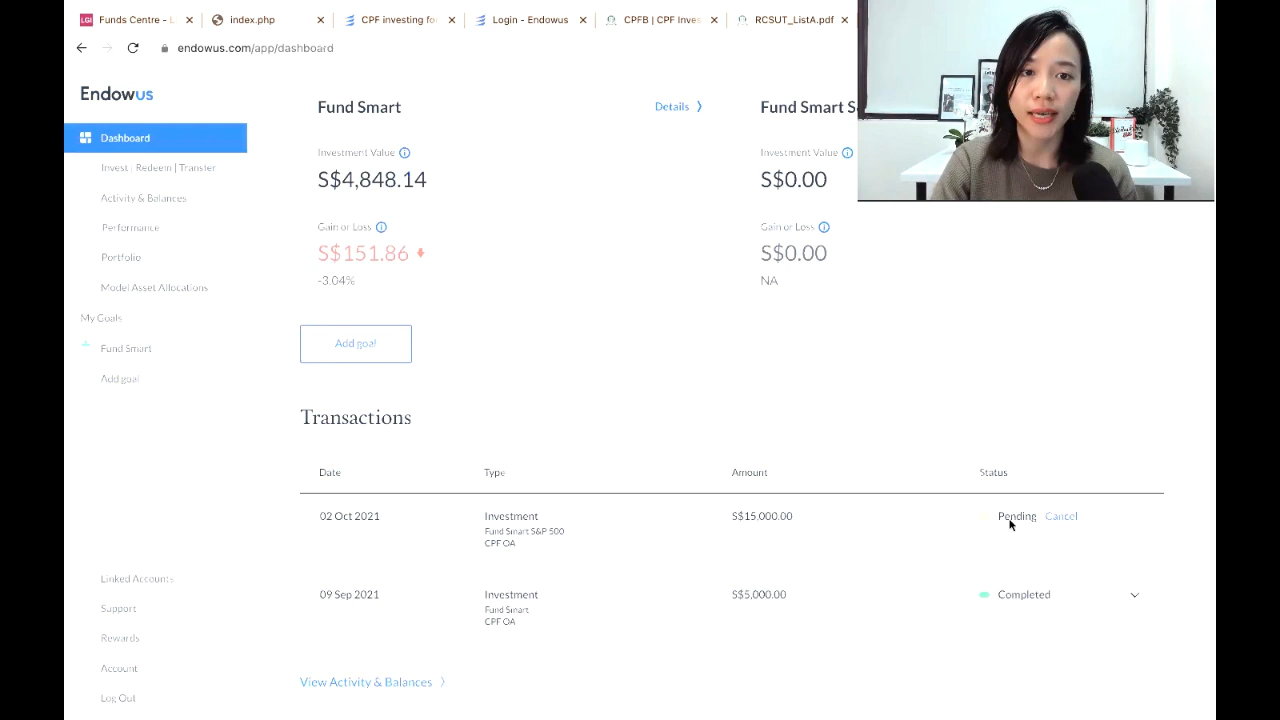 Funds Centre - L
index.php
CPF investing fo
Login - Endowus
CPFB | CPF Inves
RCSUT_ListA.pdf
endowus.com/app/dashboard
Endowus
Dashboard
Invest | Redeem | Transfer
Activity & Balances
Performance
Portfolio
Model Asset Allocations
My Goals
Fund Smart
Add goal
Linked Accounts
Support
Rewards
Account
Log Out
Fund Smart
Details
Investment Value
S$4,848.14
Gain or Loss
S$151.86
-3.04%
Fund Smart S
Investment Value
S$0.00
Gain or Loss
S$0.00
NA
Add goal
Transactions
Date Type Amount Status
02 Oct 2021 Investment S$15,000.00 Pending Cancel
Fund Smart S&P 500
CPF OA
09 Sep 2021 Investment S$5,000.00 Completed
Fund Smart
CPF OA
View Activity & Balances